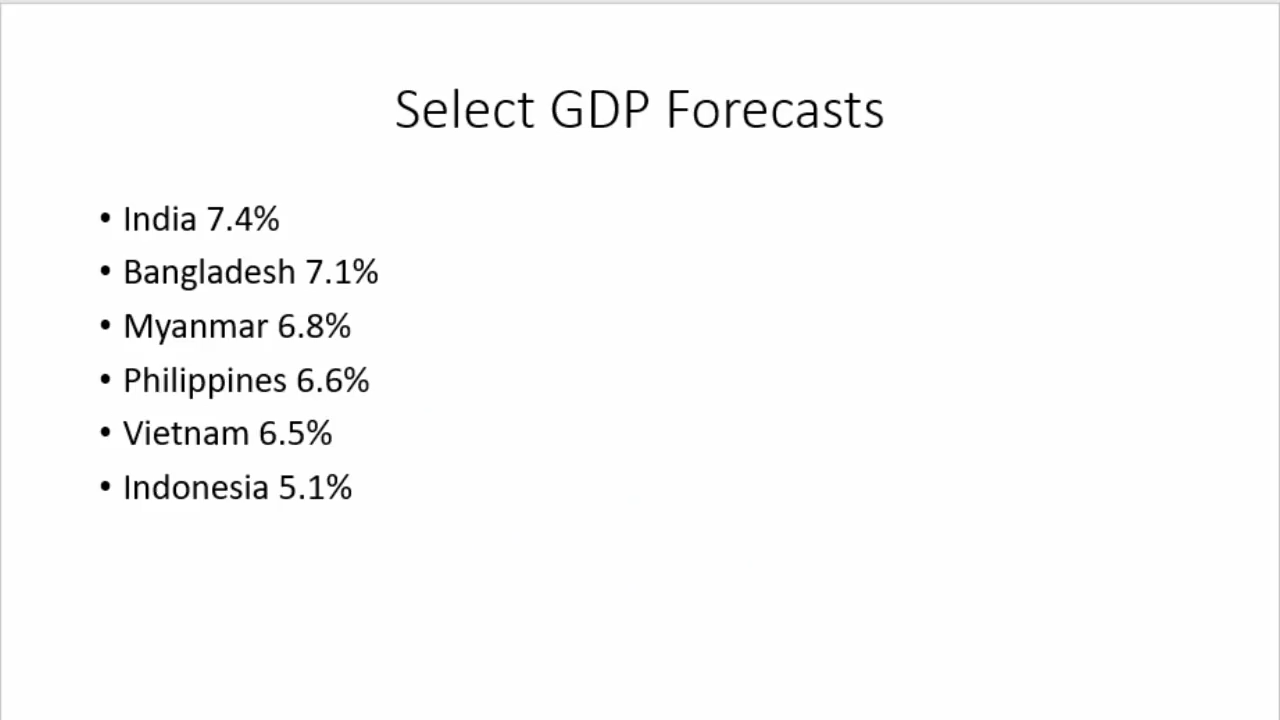 Select GDP Forecasts
• India 7.4%
• Bangladesh 7.1%
• Myanmar 6.8%
• Philippines 6.6%
• Vietnam 6.5%
• Indonesia 5.1%